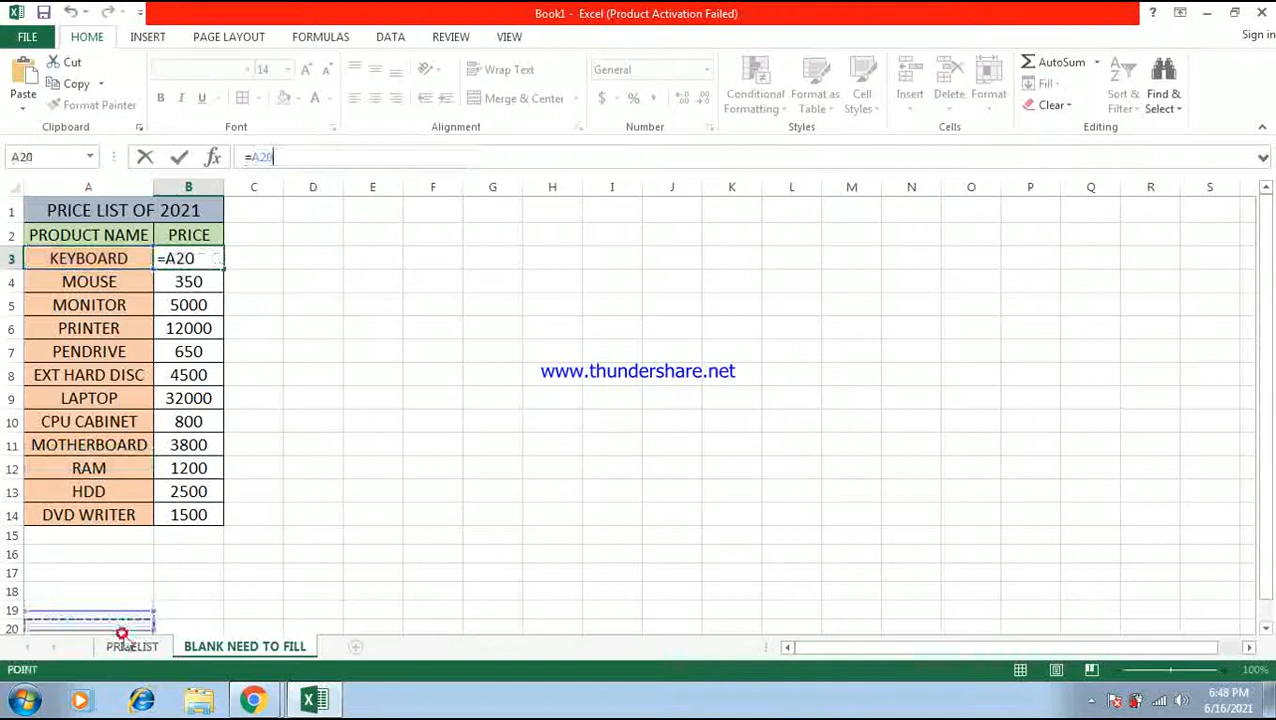 Book1 - Excel (Product Activation Failed)
FILE HOME INSERT PAGE LAYOUT FORMULAS DATA REVIEW VIEW Sign in
Cut
Copy
Format Painter
Paste
14
Wrap Text
Merge & Center
General
Conditional Formatting
Format as Table
Cell Styles
Insert
Delete
Format
AutoSum
Fill
Clear
Sort & Filter
Find & Select
Clipboard Font Alignment Number Styles Cells Editing
A20 =A20
A B C D E F G H I J K L M N O P Q R S
1 PRICE LIST OF 2021
2 PRODUCT NAME PRICE
3 KEYBOARD =A20
4 MOUSE 350
5 MONITOR 5000
6 PRINTER 12000
7 PENDRIVE 650
8 EXT HARD DISC 4500
9 LAPTOP 32000
10 CPU CABINET 800
11 MOTHERBOARD 3800
12 RAM 1200
13 HDD 2500
14 DVD WRITER 1500
15
16
17
18
19
20
www.thundershare.net
PRICELIST BLANK NEED TO FILL
POINT 100%
6:48 PM
6/16/2021